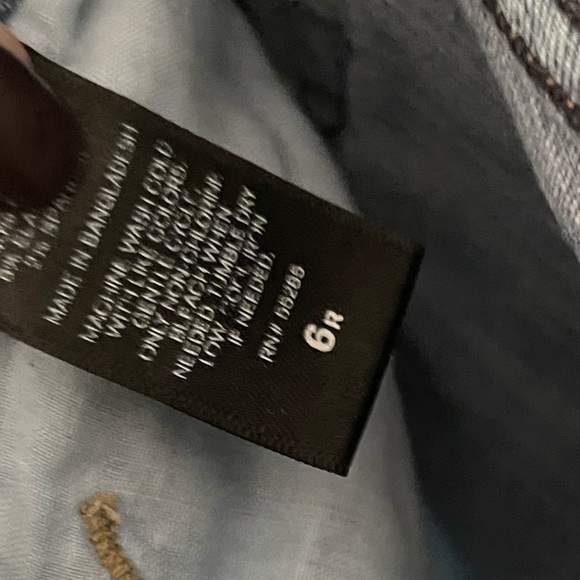 MADE IN BANGLADESH
MACHINE WASH COLD
WITH LIKE COLORS
GENTLE CYCLE
ONLY NON-CHLORINE
BLEACH WHEN
NEEDED TUMBLE DRY
LOW COOL IRON
IF NEEDED
RN#
6R